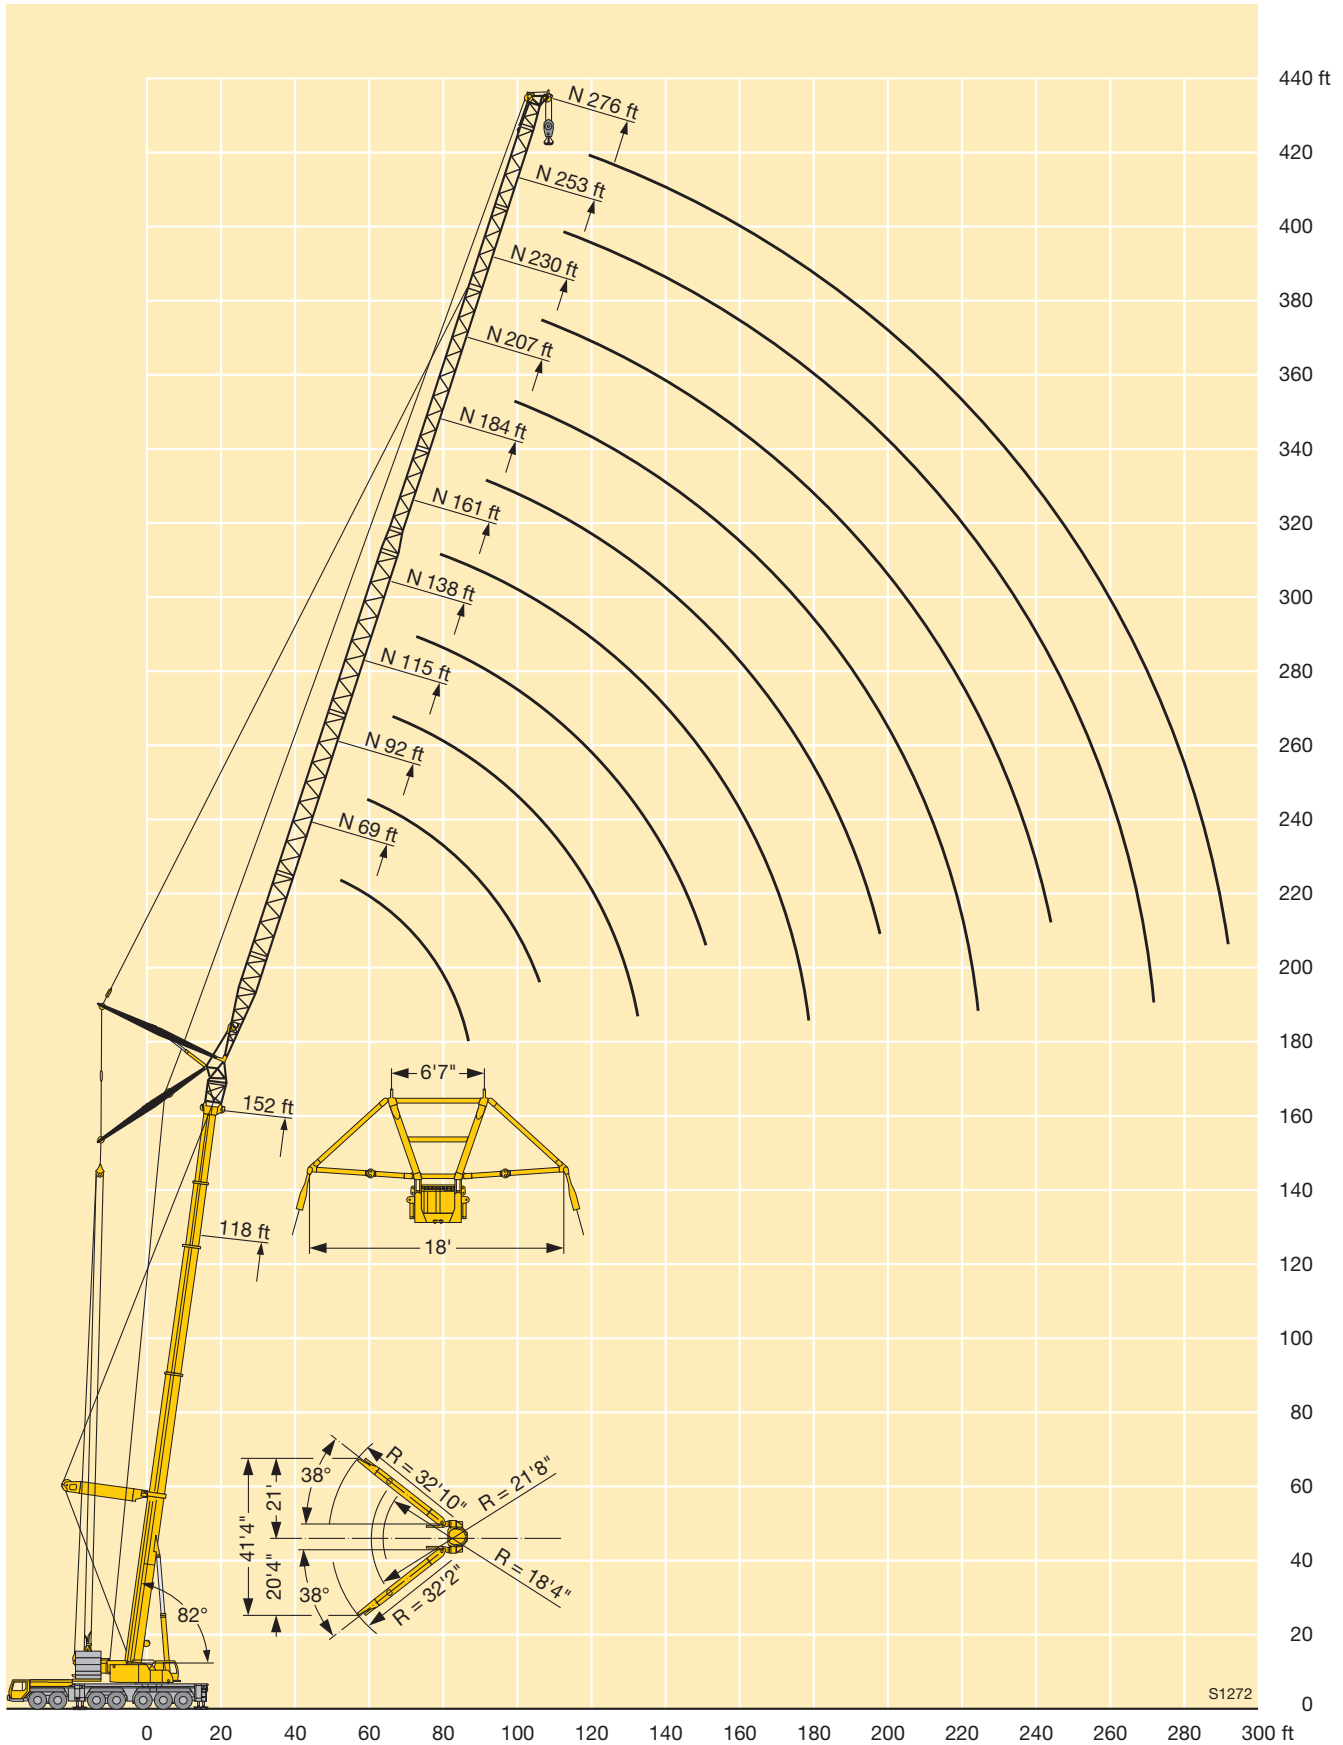 440 ft
N 276 ft
420
N 253 ft
400
N 230 ft
380
N 207 ft
360
N 184 ft
340
N 161 ft
320
N 138 ft
300
N 115 ft
280
N 92 ft
260
N 69 ft
240
220
200
180
6'7"
152 ft
160
140
118 ft
18'
120
100
80
38°
R = 32'10"
R = 21'8"
21'
41'4"
60
20'4"
38°
R = 32'2"
R = 18'4"
40
82°
20
S1272
0
0 20 40 60 80 100 120 140 160 180 200 220 240 260 280 300 ft